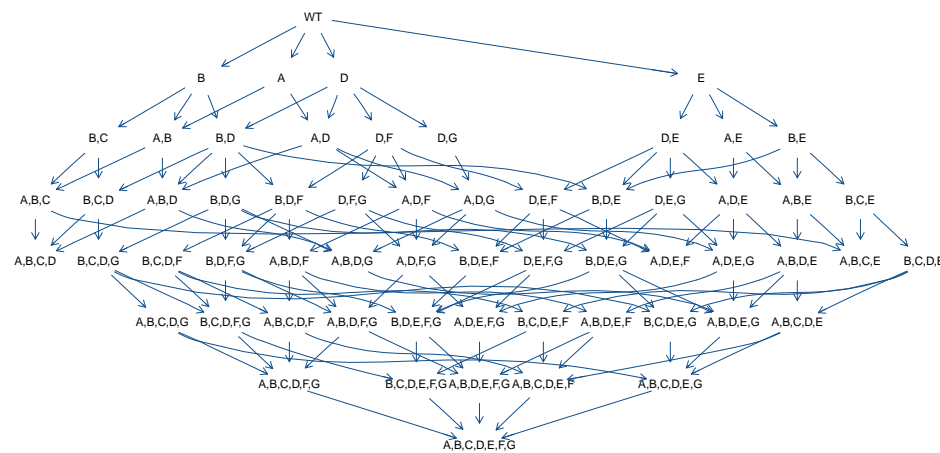 WT
B A D E
B,C A,B B,D A,D D,F D,G D,E A,E B,E
A,B,C B,C,D A,B,D B,D,G B,D,F D,F,G A,D,F A,D,G D,E,F B,D,E D,E,G A,D,E A,B,E B,C,E
A,B,C,D B,C,D,G B,C,D,F B,D,F,G A,B,D,F A,B,D,G A,D,F,G B,D,E,F D,E,F,G B,D,E,G A,D,E,F A,D,E,G A,B,D,E A,B,C,E B,C,D,E
A,B,C,D,G B,C,D,F,G A,B,C,D,F A,B,D,F,G B,D,E,F,G A,D,E,F,G B,C,D,E,F A,B,D,E,F B,C,D,E,G A,B,D,E,G A,B,C,D,E
A,B,C,D,F,G B,C,D,E,F,G A,B,D,E,F,G A,B,C,D,E,F A,B,C,D,E,G
A,B,C,D,E,F,G